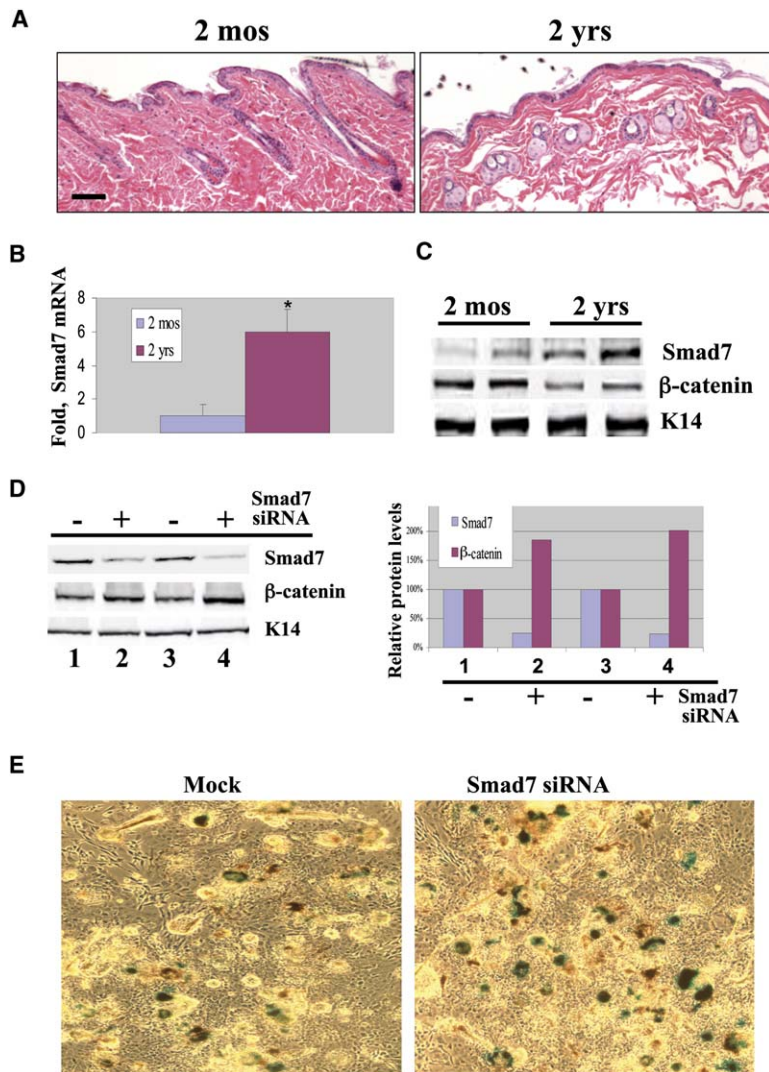 A
2 mos 2 yrs
B
Fold, Smad7 mRNA
8
6
4
2
0
2 mos
2 yrs
*
C
2 mos 2 yrs
Smad7
β-catenin
K14
D
- + - + Smad7
siRNA
Smad7
β-catenin
K14
1 2 3 4
Relative protein levels
200%
150%
100%
50%
0%
Smad7
β-catenin
1 2 3 4
- + - + Smad7
siRNA
E
Mock Smad7 siRNA